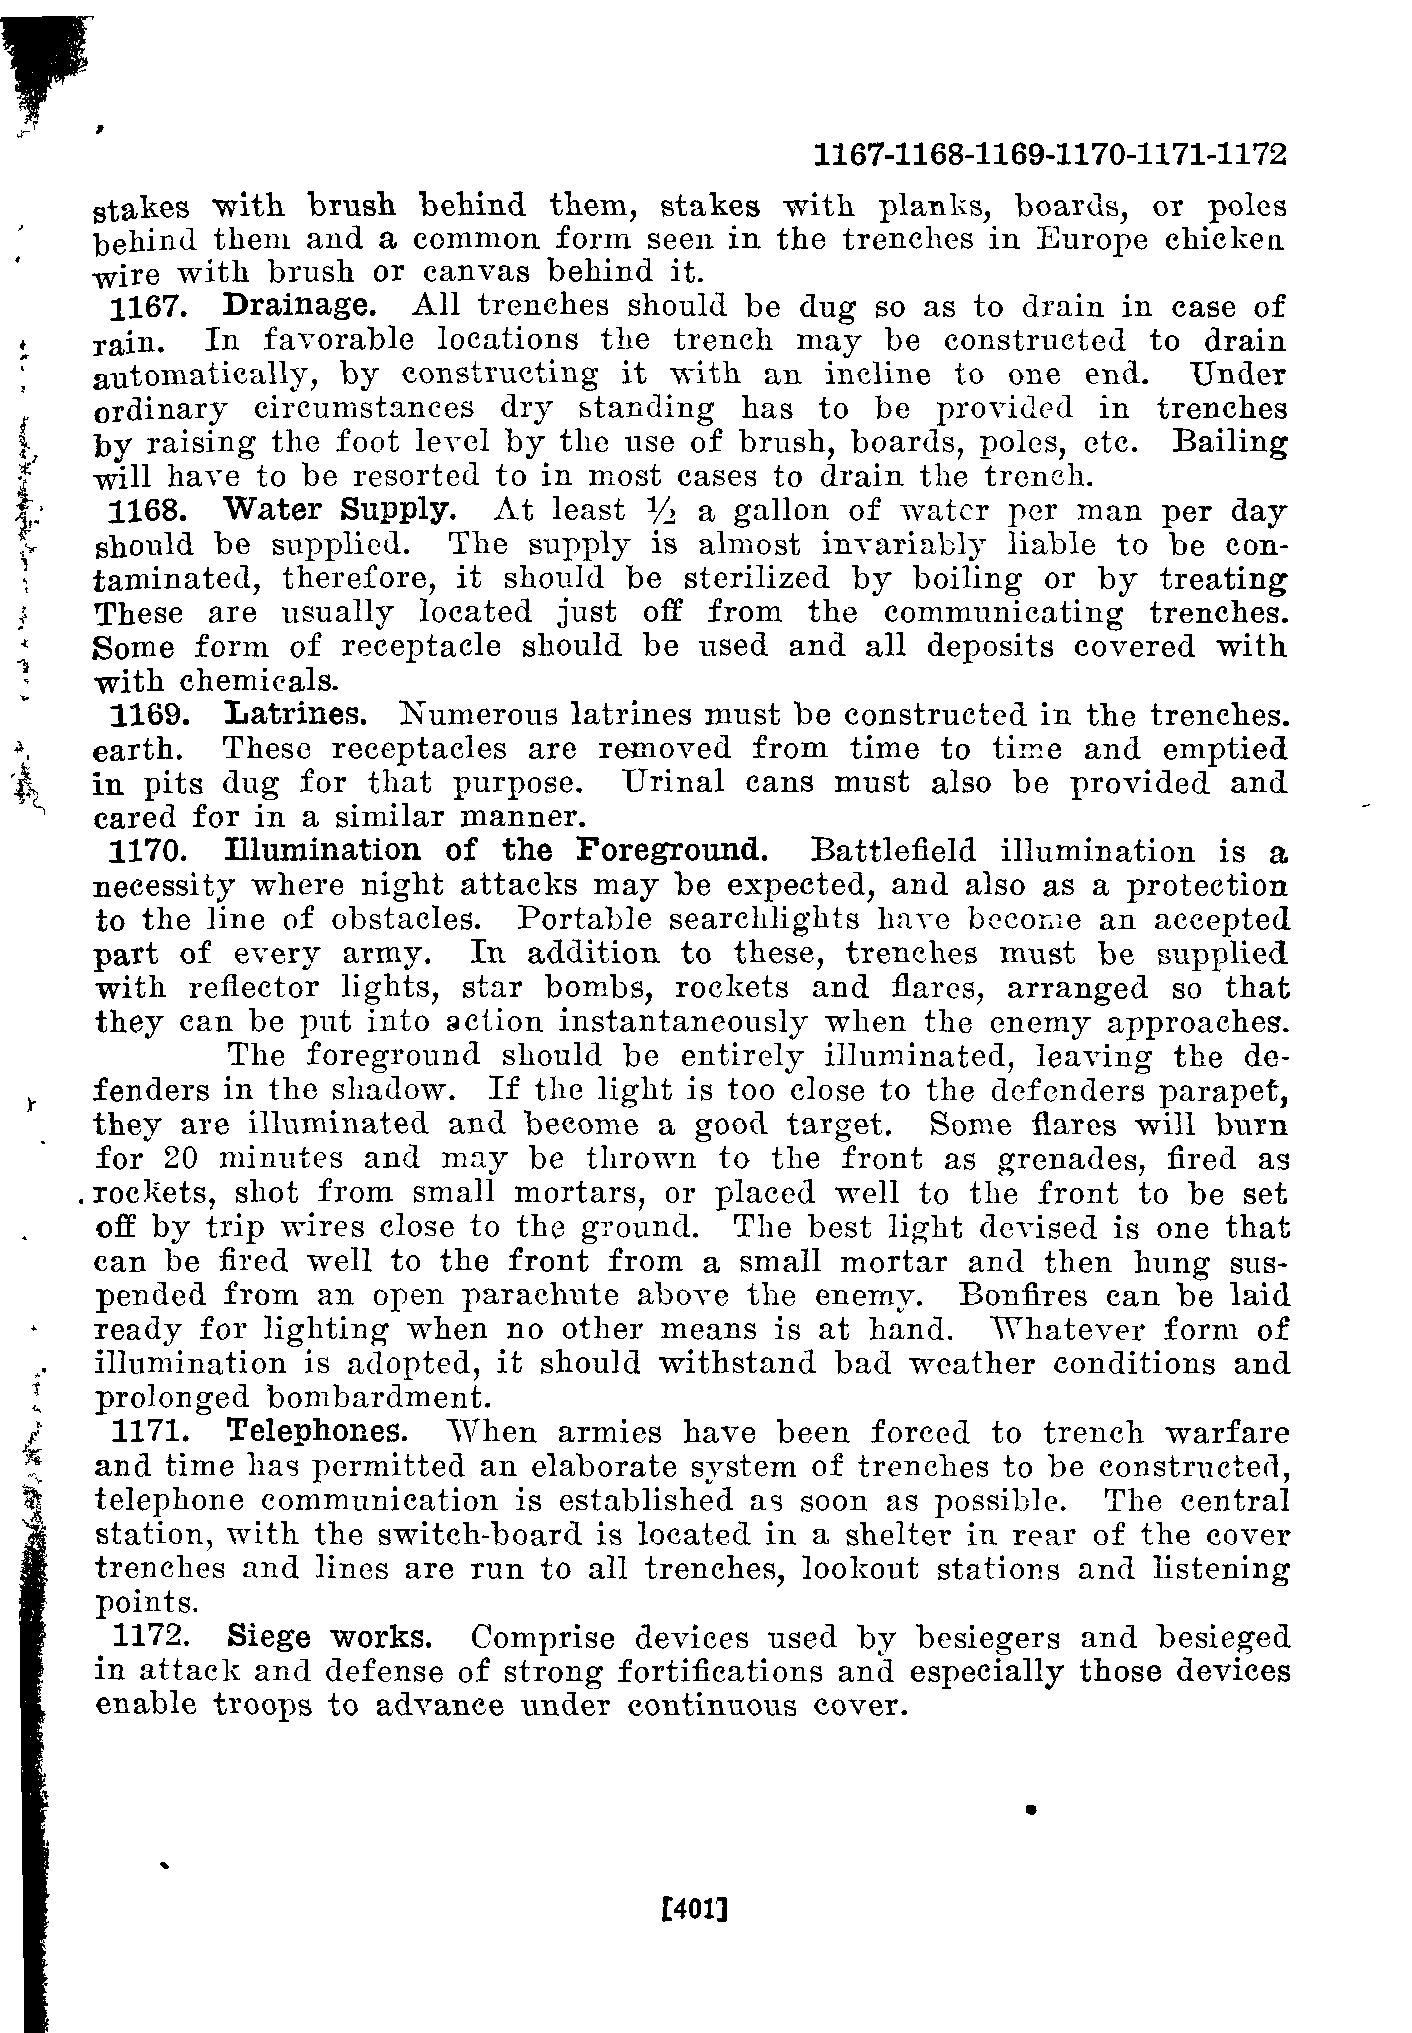 1167-1168-1169-1170-1171-1172
stakes with brush behind them, stakes with planks, boards, or poles
behind them and a common form seen in the trenches in Europe chicken
wire with brush or canvas behind it.
1167. Drainage. All trenches should be dug so as to drain in case of
rain. In favorable locations the trench may be constructed to drain
automatically, by constructing it with an incline to one end. Under
ordinary circumstances dry standing has to be provided in trenches
by raising the foot level by the use of brush, boards, poles, etc. Bailing
will have to be resorted to in most cases to drain the trench.
1168. Water Supply. At least ½ a gallon of water per man per day
should be supplied. The supply is almost invariably liable to be con-
taminated, therefore, it should be sterilized by boiling or by treating
These are usually located just off from the communicating trenches.
Some form of receptacle should be used and all deposits covered with
with chemicals.
1169. Latrines. Numerous latrines must be constructed in the trenches.
earth. These receptacles are removed from time to time and emptied
in pits dug for that purpose. Urinal cans must also be provided and
cared for in a similar manner.
1170. Illumination of the Foreground. Battlefield illumination is a
necessity where night attacks may be expected, and also as a protection
to the line of obstacles. Portable searchlights have become an accepted
part of every army. In addition to these, trenches must be supplied
with reflector lights, star bombs, rockets and flares, arranged so that
they can be put into action instantaneously when the enemy approaches.
The foreground should be entirely illuminated, leaving the de-
fenders in the shadow. If the light is too close to the defenders parapet,
they are illuminated and become a good target. Some flares will burn
for 20 minutes and may be thrown to the front as grenades, fired as
rockets, shot from small mortars, or placed well to the front to be set
off by trip wires close to the ground. The best light devised is one that
can be fired well to the front from a small mortar and then hung sus-
pended from an open parachute above the enemy. Bonfires can be laid
ready for lighting when no other means is at hand. Whatever form of
illumination is adopted, it should withstand bad weather conditions and
prolonged bombardment.
1171. Telephones. When armies have been forced to trench warfare
and time has permitted an elaborate system of trenches to be constructed,
telephone communication is established as soon as possible. The central
station, with the switch-board is located in a shelter in rear of the cover
trenches and lines are run to all trenches, lookout stations and listening
points.
1172. Siege works. Comprise devices used by besiegers and besieged
in attack and defense of strong fortifications and especially those devices
enable troops to advance under continuous cover.
[401]